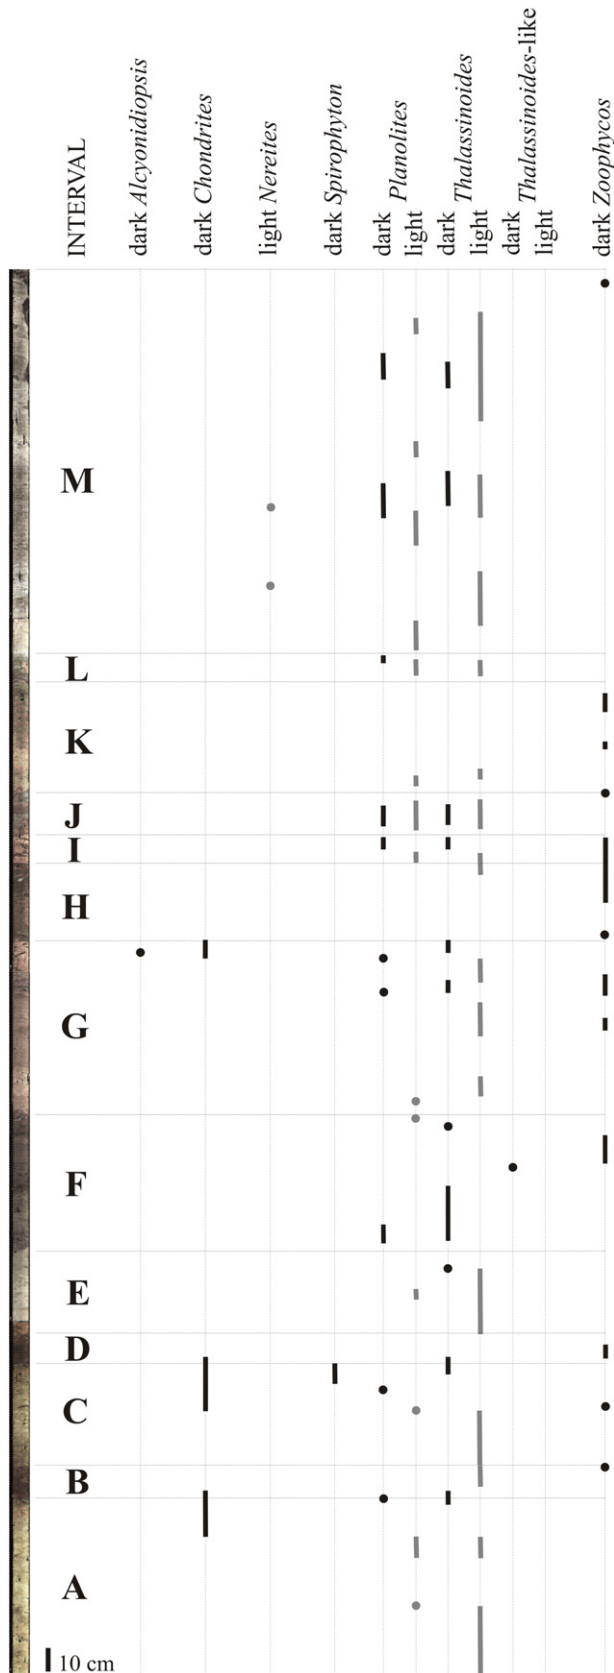 INTERVAL
dark Alcyonidiopsis
dark Chondrites
light Nereites
dark Spirophyton
dark Planolites
light
dark Thalassinoides
light
dark Thalassinoides-like
light
dark Zoophycos
M
L
K
J
I
H
G
F
E
D
C
B
A
10 cm